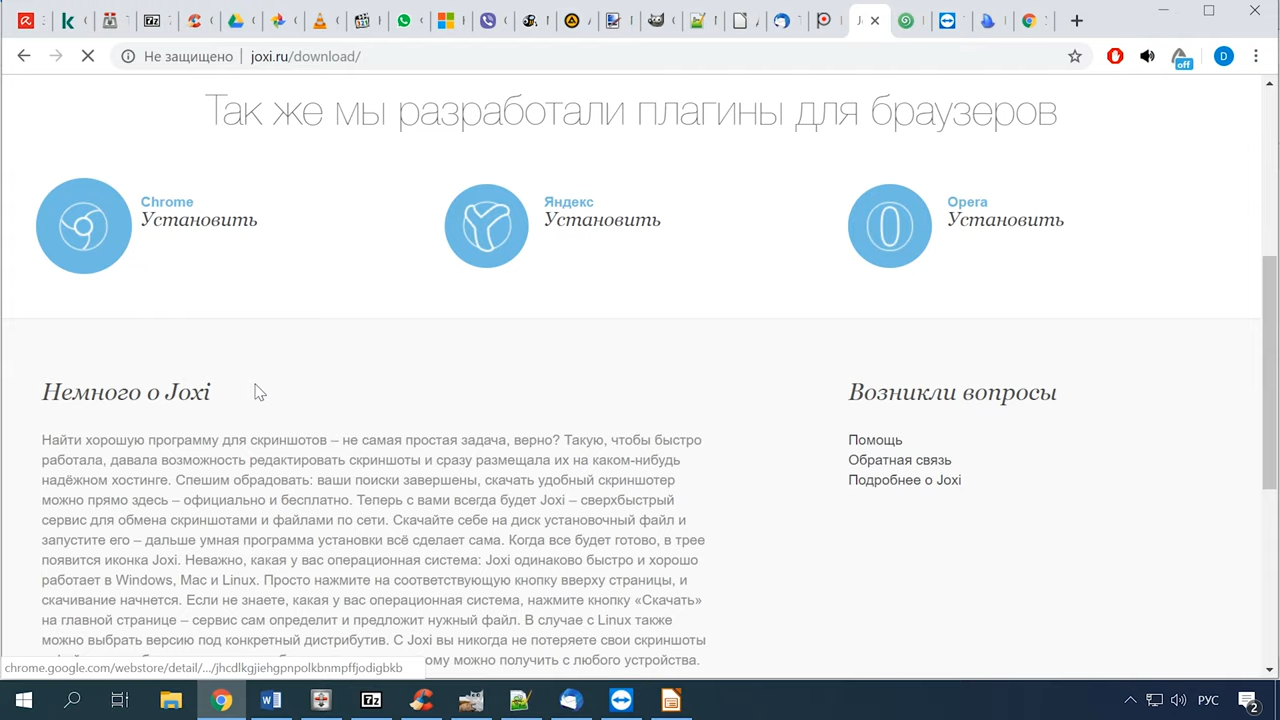 Не защищено
joxi.ru/download/
off
D
Так же мы разработали плагины для браузеров
Chrome
Установить
Яндекс
Установить
Opera
Установить
Немного о Joxi
Найти хорошую программу для скриншотов – не самая простая задача, верно? Такую, чтобы быстро
работала, давала возможность редактировать скриншоты и сразу размещала их на каком-нибудь
надёжном хостинге. Спешим обрадовать: ваши поиски завершены, скачать удобный скриншотер
можно прямо здесь – официально и бесплатно. Теперь с вами всегда будет Joxi – сверхбыстрый
сервис для обмена скриншотами и файлами по сети. Скачайте себе на диск установочный файл и
запустите его – дальше умная программа установки всё сделает сама. Когда все будет готово, в трее
появится иконка Joxi. Неважно, какая у вас операционная система: Joxi одинаково быстро и хорошо
работает в Windows, Mac и Linux. Просто нажмите на соответствующую кнопку вверху страницы, и
скачивание начнется. Если не знаете, какая у вас операционная система, нажмите кнопку «Скачать»
на главной странице – сервис сам определит и предложит нужный файл. В случае с Linux также
можно выбрать версию под конкретный дистрибутив. С Joxi вы никогда не потеряете свои скриншоты
можно получить с любого устройства.
Возникли вопросы
Помощь
Обратная связь
Подробнее о Joxi
chrome.google.com/webstore/detail/.../jhcdlkgjiehgpnpolkbnmpffjodigbkb
7z
РУС
2